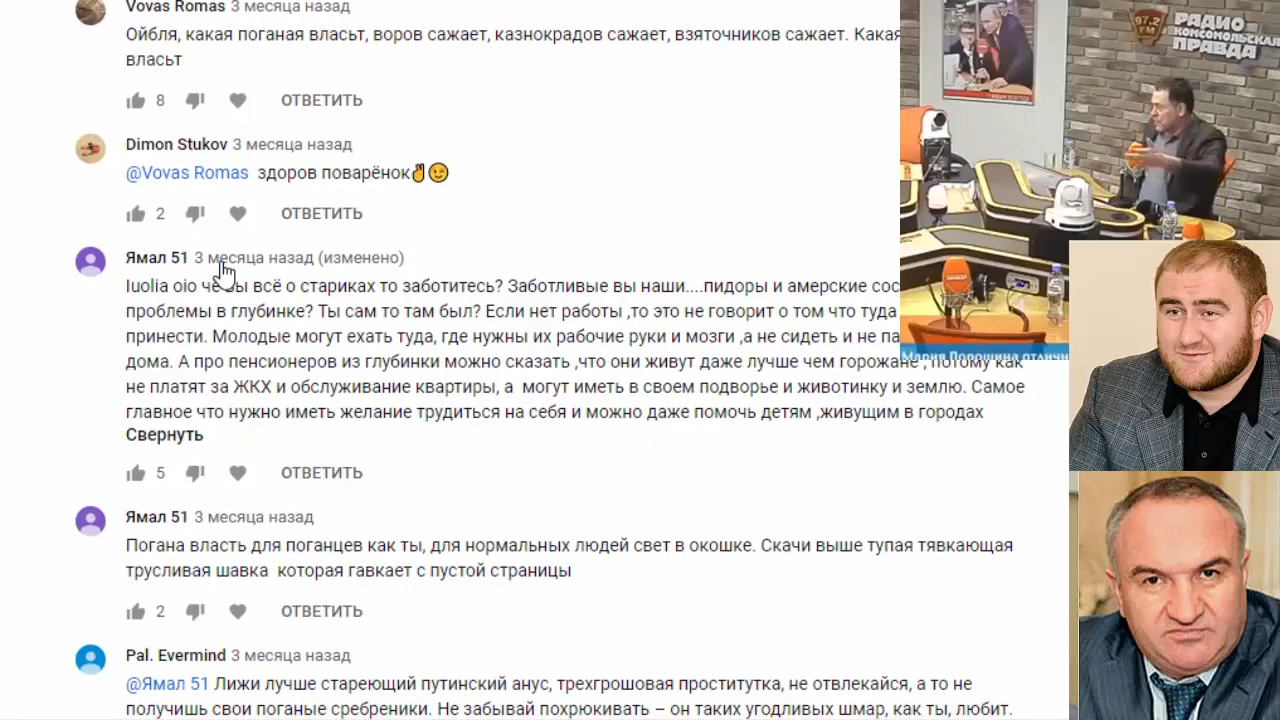 Vovas Romas 3 месяца назад
Ойбля, какая поганая власьт, воров сажает, казнокрадов сажает, взяточников сажает. Какая
власьт
8 ОТВЕТИТЬ
Dimon Stukov 3 месяца назад
@Vovas Romas здоров поварёнок✌😉
2 ОТВЕТИТЬ
Ямал 51 3 месяца назад (изменено)
Iuolia oio вы всё о стариках то заботитесь? Заботливые вы наши....пидоры и амерские
проблемы в глубинке? Ты сам то там был? Если нет работы ,то это не говорит о том что туда
принести. Молодые могут ехать туда, где нужны их рабочие руки и мозги ,а не сидеть и не
дома. А про пенсионеров из глубинки можно сказать ,что они живут даже лучше чем горожане , потому как
не платят за ЖКХ и обслуживание квартиры, а могут иметь в своем подворье и животинку и землю. Самое
главное что нужно иметь желание трудиться на себя и можно даже помочь детям ,живущим в городах
Свернуть
5 ОТВЕТИТЬ
Ямал 51 3 месяца назад
Погана власть для поганцев как ты, для нормальных людей свет в окошке. Скачи выше тупая тявкающая
трусливая шавка которая гавкает с пустой страницы
2 ОТВЕТИТЬ
Pal. Evermind 3 месяца назад
@Ямал 51 Лижи лучше стареющий путинский анус, трехгрошовая проститутка, не отвлекайся, а то не
получишь свои поганые сребреники. Не забывай похрюкивать – он таких угодливых шмар, как ты, любит.
97,2 FM
РАДИО
КОМСОМОЛЬСКАЯ
ПРАВДА
Мария Порошина